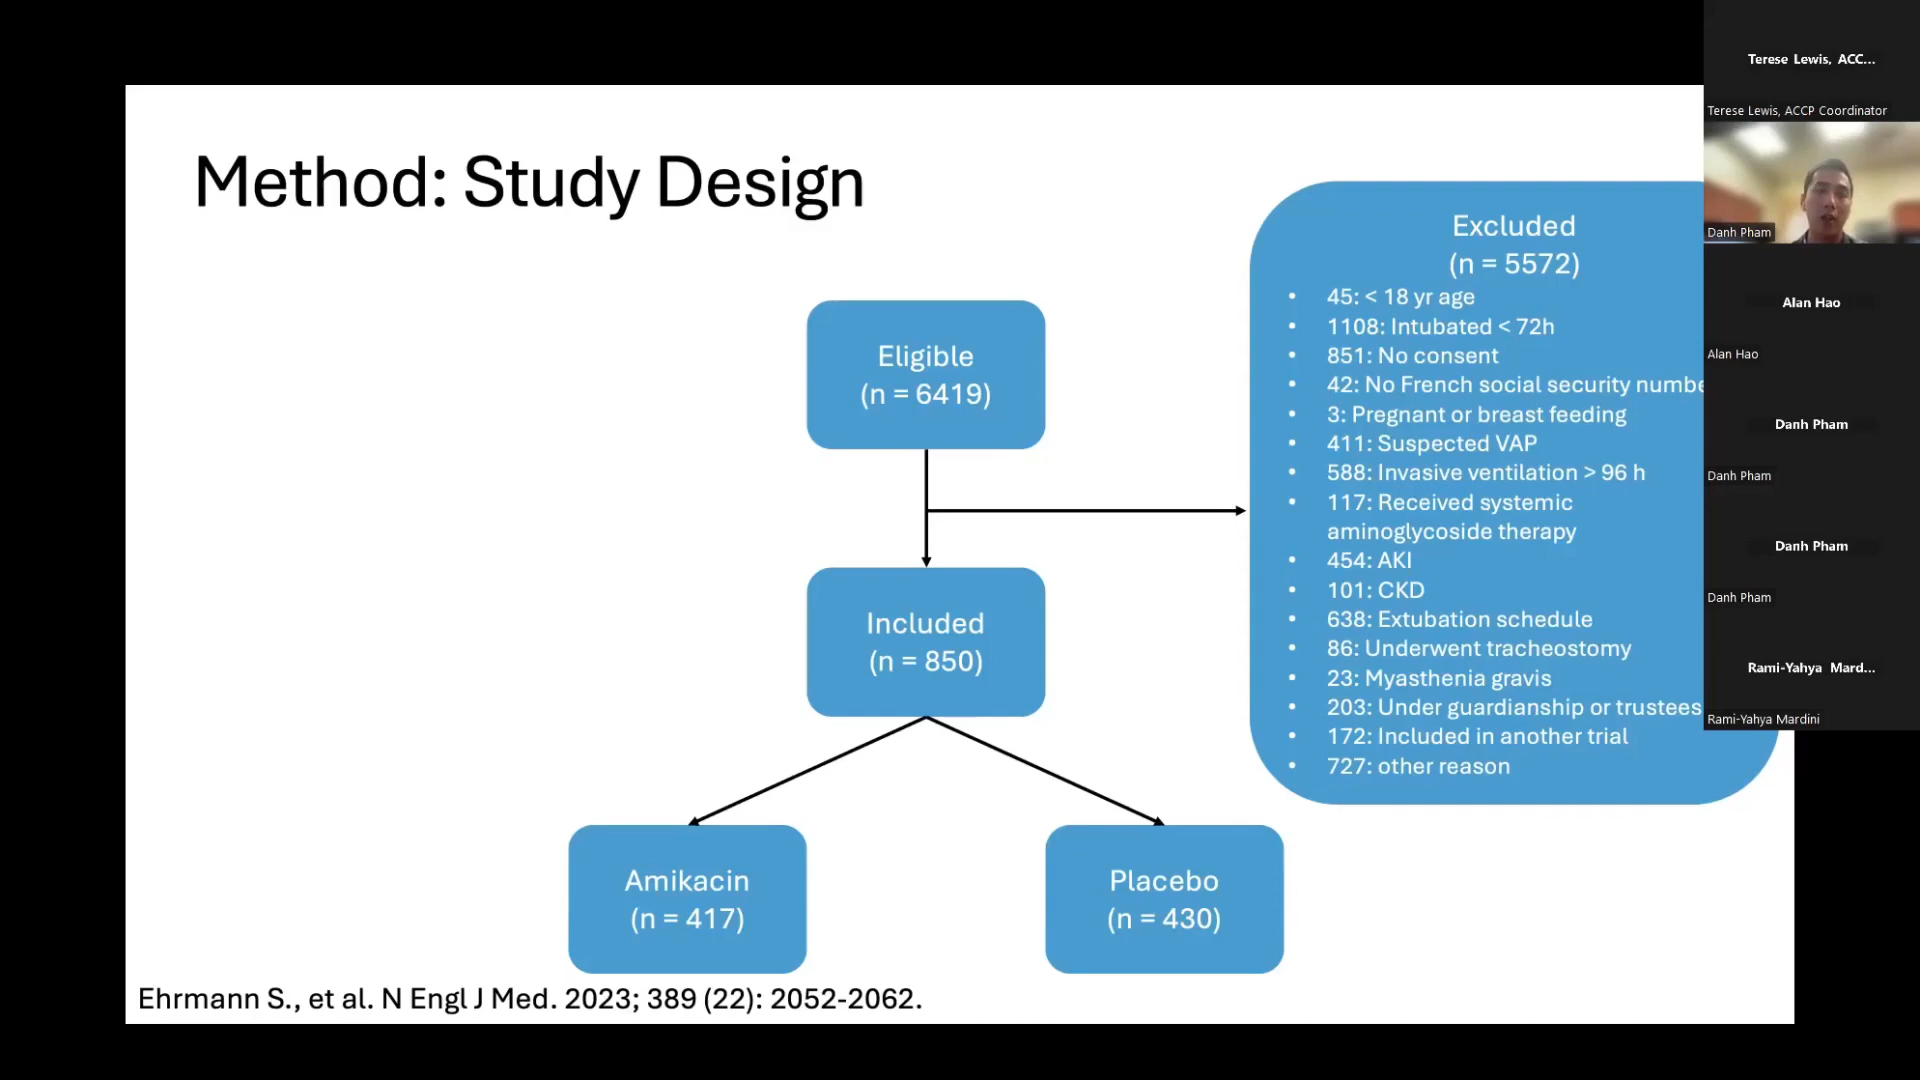 Method: Study Design
Eligible
(n = 6419)
Included
(n = 850)
Amikacin
(n = 417)
Placebo
(n = 430)
Excluded
(n = 5572)
• 45: < 18 yr age
• 1108: Intubated < 72h
• 851: No consent
• 42: No French social security numbe
• 3: Pregnant or breast feeding
• 411: Suspected VAP
• 588: Invasive ventilation > 96 h
• 117: Received systemic
aminoglycoside therapy
• 454: AKI
• 101: CKD
• 638: Extubation schedule
• 86: Underwent tracheostomy
• 23: Myasthenia gravis
• 203: Under guardianship or trustees
• 172: Included in another trial
• 727: other reason
Ehrmann S., et al. N Engl J Med. 2023; 389 (22): 2052-2062.
Terese Lewis, ACC...
Terese Lewis, ACCP Coordinator
Danh Pham
Alan Hao
Alan Hao
Danh Pham
Danh Pham
Danh Pham
Danh Pham
Rami-Yahya Mard...
Rami-Yahya Mardini